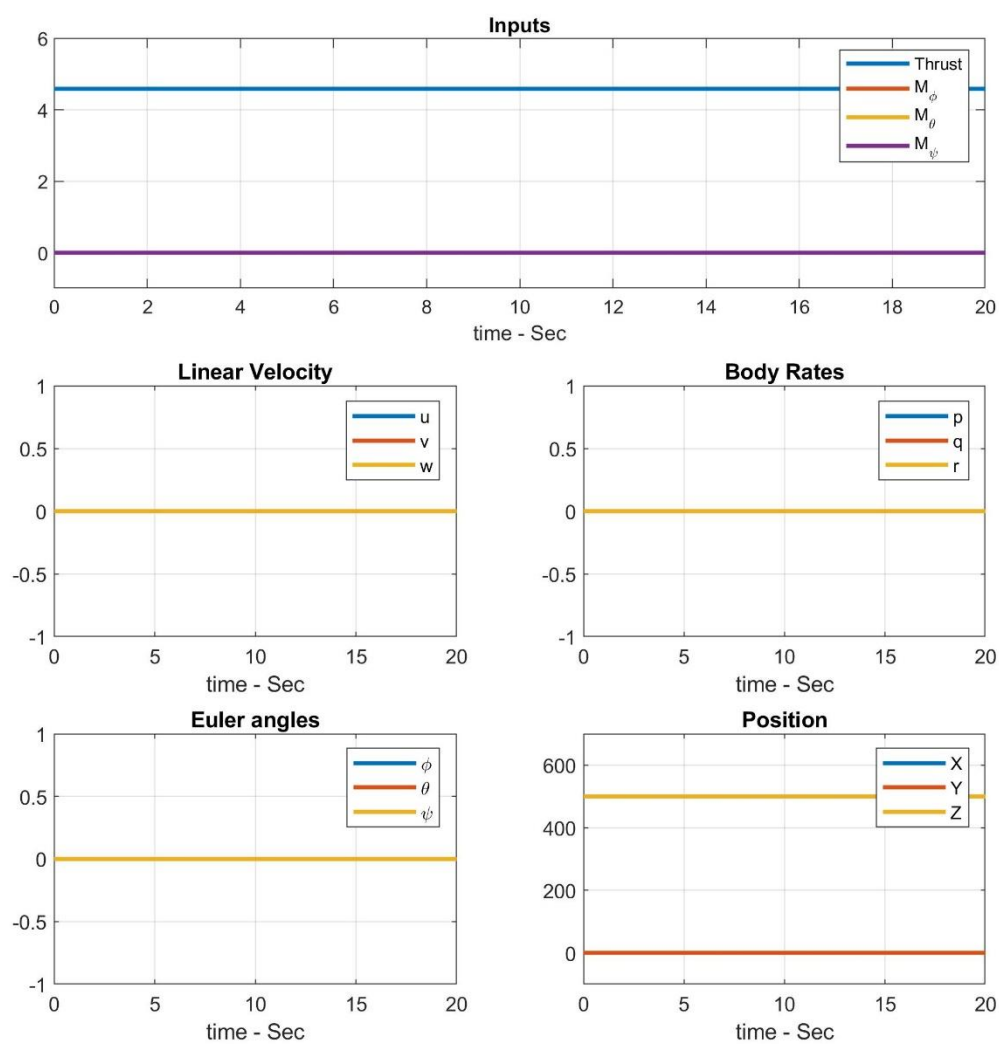 Inputs
6
4
2
0
Thrust
M_ϕ
M_θ
M_ψ
0 2 4 6 8 10 12 14 16 18 20
time - Sec
Linear Velocity
1
0.5
0
-0.5
-1
u
v
w
0 5 10 15 20
time - Sec
Body Rates
1
0.5
0
-0.5
-1
p
q
r
0 5 10 15 20
time - Sec
Euler angles
1
0.5
0
-0.5
-1
ϕ
θ
ψ
0 5 10 15 20
time - Sec
Position
600
400
200
0
X
Y
Z
0 5 10 15 20
time - Sec